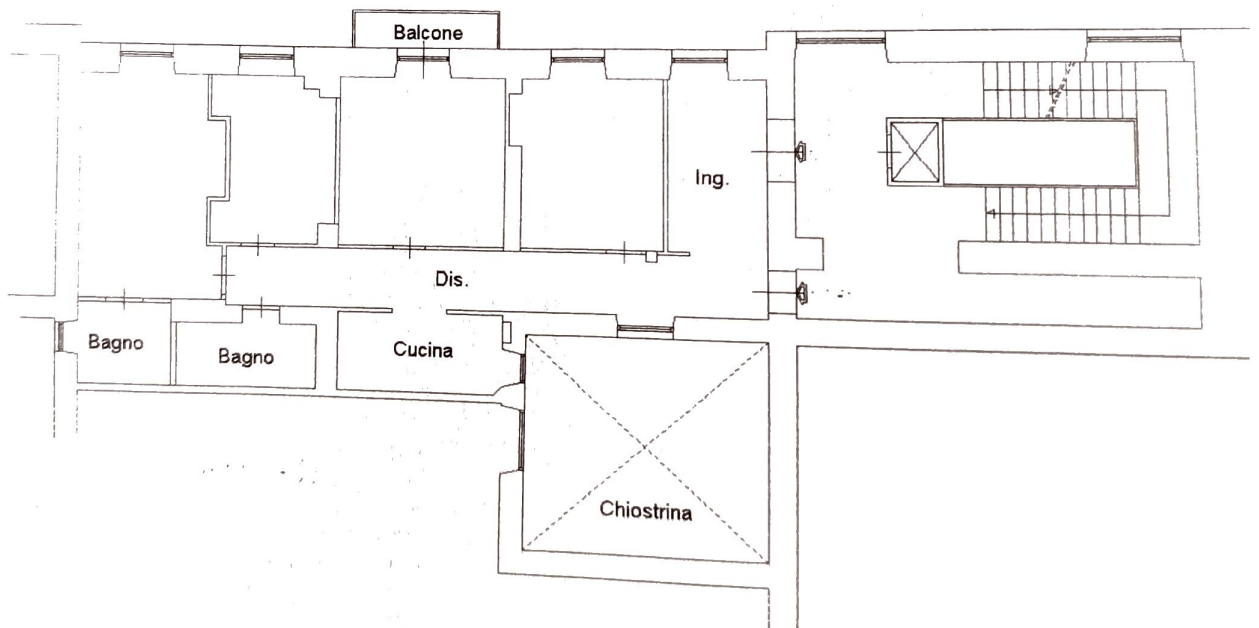 Balcone
Ing.
Dis.
Bagno
Bagno
Cucina
Chiostrina